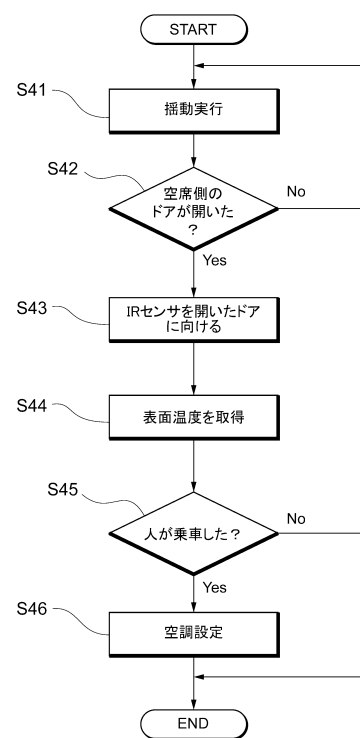 START
S41
揺動実行
S42
空席側の
ドアが開いた
?
No
Yes
S43
IRセンサを開いたドア
に向ける
S44
表面温度を取得
S45
人が乗車した?
No
Yes
S46
空調設定
END